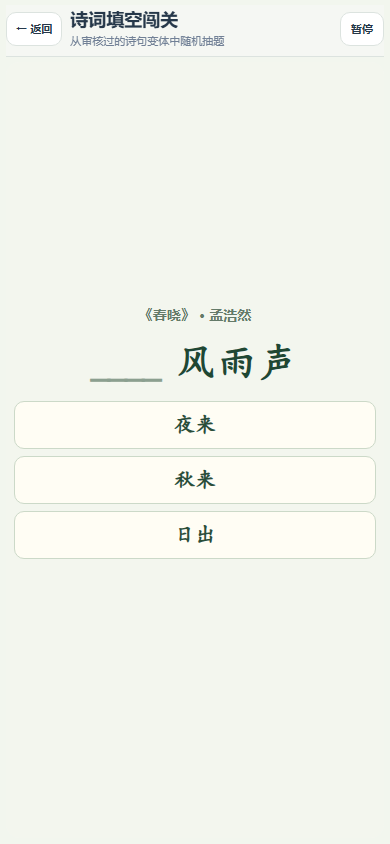 ← 返回
诗词填空闯关
从审核过的诗句变体中随机抽题
暂停
《春晓》 • 孟浩然
____ 风雨声
夜来
秋来
日出